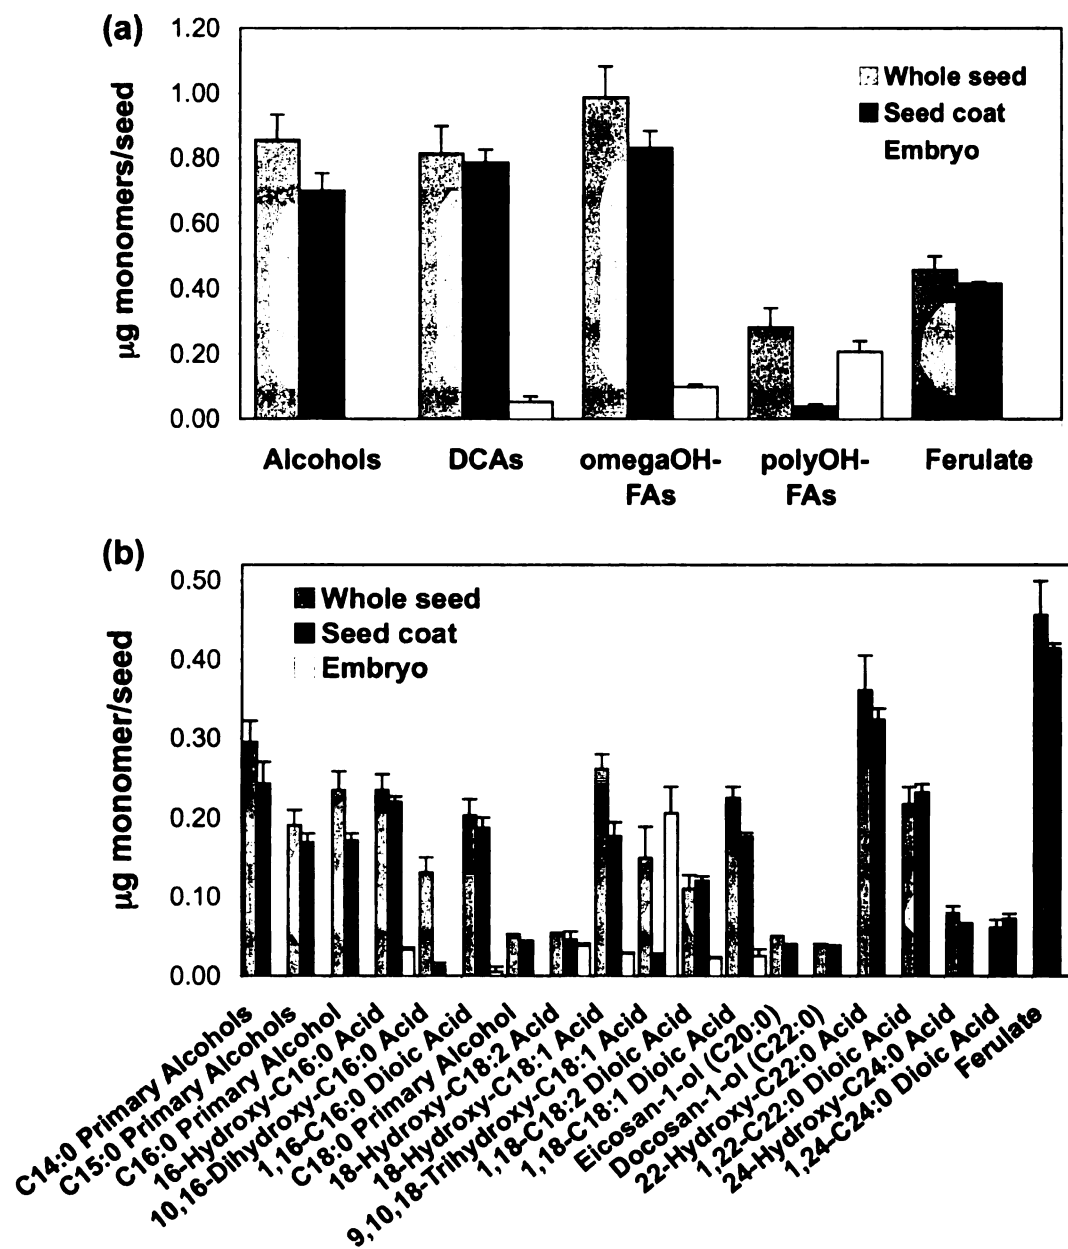 (a)
1.20
1.00
0.80
0.60
0.40
0.20
0.00
µg monomers/seed
Whole seed
Seed coat
Embryo
Alcohols
DCAs
omegaOH-
FAs
polyOH-
FAs
Ferulate
(b)
0.50
0.40
0.30
0.20
0.10
0.00
µg monomer/seed
Whole seed
Seed coat
Embryo
C14:0 Primary Alcohols
C15:0 Primary Alcohols
C16:0 Primary Alcohol
16-Hydroxy-C16:0 Acid
10,16-Dihydroxy-C16:0 Acid
1,16-C16:0 Dioic Acid
C18:0 Primary Alcohol
18-Hydroxy-C18:2 Acid
18-Hydroxy-C18:1 Acid
9,10,18-Trihydroxy-C18:1 Acid
1,18-C18:2 Dioic Acid
1,18-C18:1 Dioic Acid
Eicosan-1-ol (C20:0)
Docosan-1-ol (C22:0)
22-Hydroxy-C22:0 Acid
1,22-C22:0 Dioic Acid
24-Hydroxy-C24:0 Acid
1,24-C24:0 Dioic Acid
Ferulate